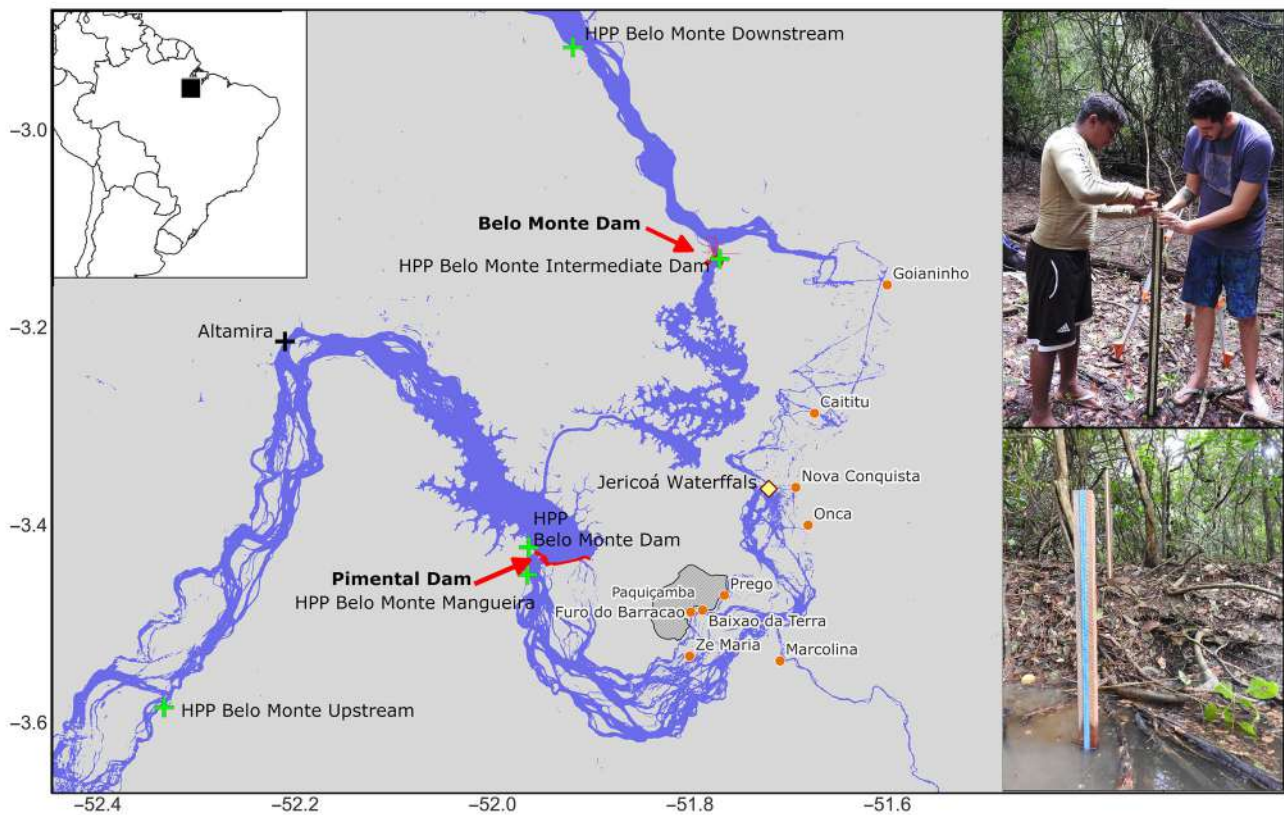 HPP Belo Monte Downstream
−3.0
Belo Monte Dam
HPP Belo Monte Intermediate Dam
Goianinho
−3.2
Altamira
Caititu
Jericoá Waterffals
Nova Conquista
Onca
−3.4
HPP
Belo Monte Dam
Pimental Dam
HPP Belo Monte Mangueira
Paquiçamba
Prego
Furo do Barracao
Baixao da Terra
Ze Maria
Marcolina
−3.6
HPP Belo Monte Upstream
−52.4
−52.2
−52.0
−51.8
−51.6